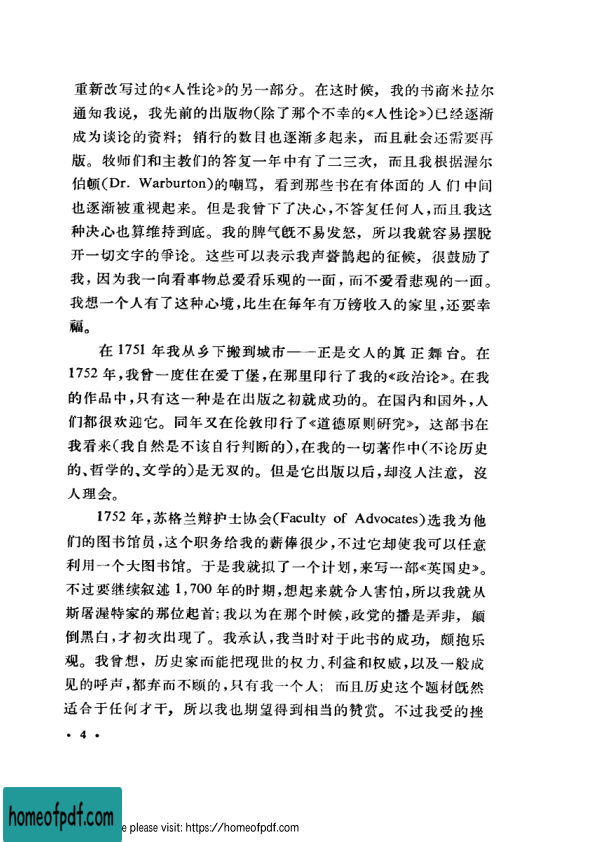 重新改写过的《人性论》的另一部分。在这时候，我的书商米拉尔
通知我说，我先前的出版物(除了那个不幸的《人性论》)已经逐渐
成为谈论的资料；销行的数目也逐渐多起来，而且社会还需要再
版。牧师们和主教们的答复一年中有了二三次，而且我根据渥尔
伯顿(Dr. Warburton)的嘲骂，看到那些书在有体面的人们中间
也逐渐被重视起来。但是我曾下了决心，不答复任何人，而且我这
种决心也算维持到底。我的脾气旣不易发怒，所以我就容易摆脫
开一切文字的爭论。这些可以表示我声誉鹊起的征候，很鼓励了
我，因为我一向看事物总爱看乐观的一面，而不爱看悲观的一面。
我想一个人有了这种心境，比生在每年有万镑收入的家里，还要幸
福。
在 1751 年我从乡下搬到城市——正是文人的眞正舞台。在
1752 年，我曾一度住在爱丁堡，在那里印行了我的《政治论》。在我
的作品中，只有这一种是在出版之初就成功的。在国内和国外，人
们都很欢迎它。同年又在伦敦印行了《道德原则研究》，这部书在
我看来(我自然是不该自行判断的)，在我的一切著作中(不论历史
的、哲学的、文学的)是无双的。但是它出版以后，却沒人注意，沒
人理会。
1752 年，苏格兰辩护士协会(Faculty of Advocates)选我为他
们的图书馆员，这个职务给我的薪俸很少，不过它却使我可以任意
利用一个大图书馆。于是我就拟了一个计划，来写一部《英国史》。
不过要继续叙述 1,700 年的时期，想起来就令人害怕，所以我就从
斯屠渥特家的那位起首；我以为在那个时候，政党的播是弄非，颠
倒黑白，才初次出现了。我承认，我当时对于此书的成功，颇抱乐
观。我曾想，历史家而能把现世的权力、利益和权威，以及一般成
见的呼声，都弃而不顾的，只有我一个人；而且历史这个题材旣然
适合于任何才干，所以我也期望得到相当的赞赏。不过我受的挫
• 4 •
homeofpdf.com
e please visit: https://homeofpdf.com